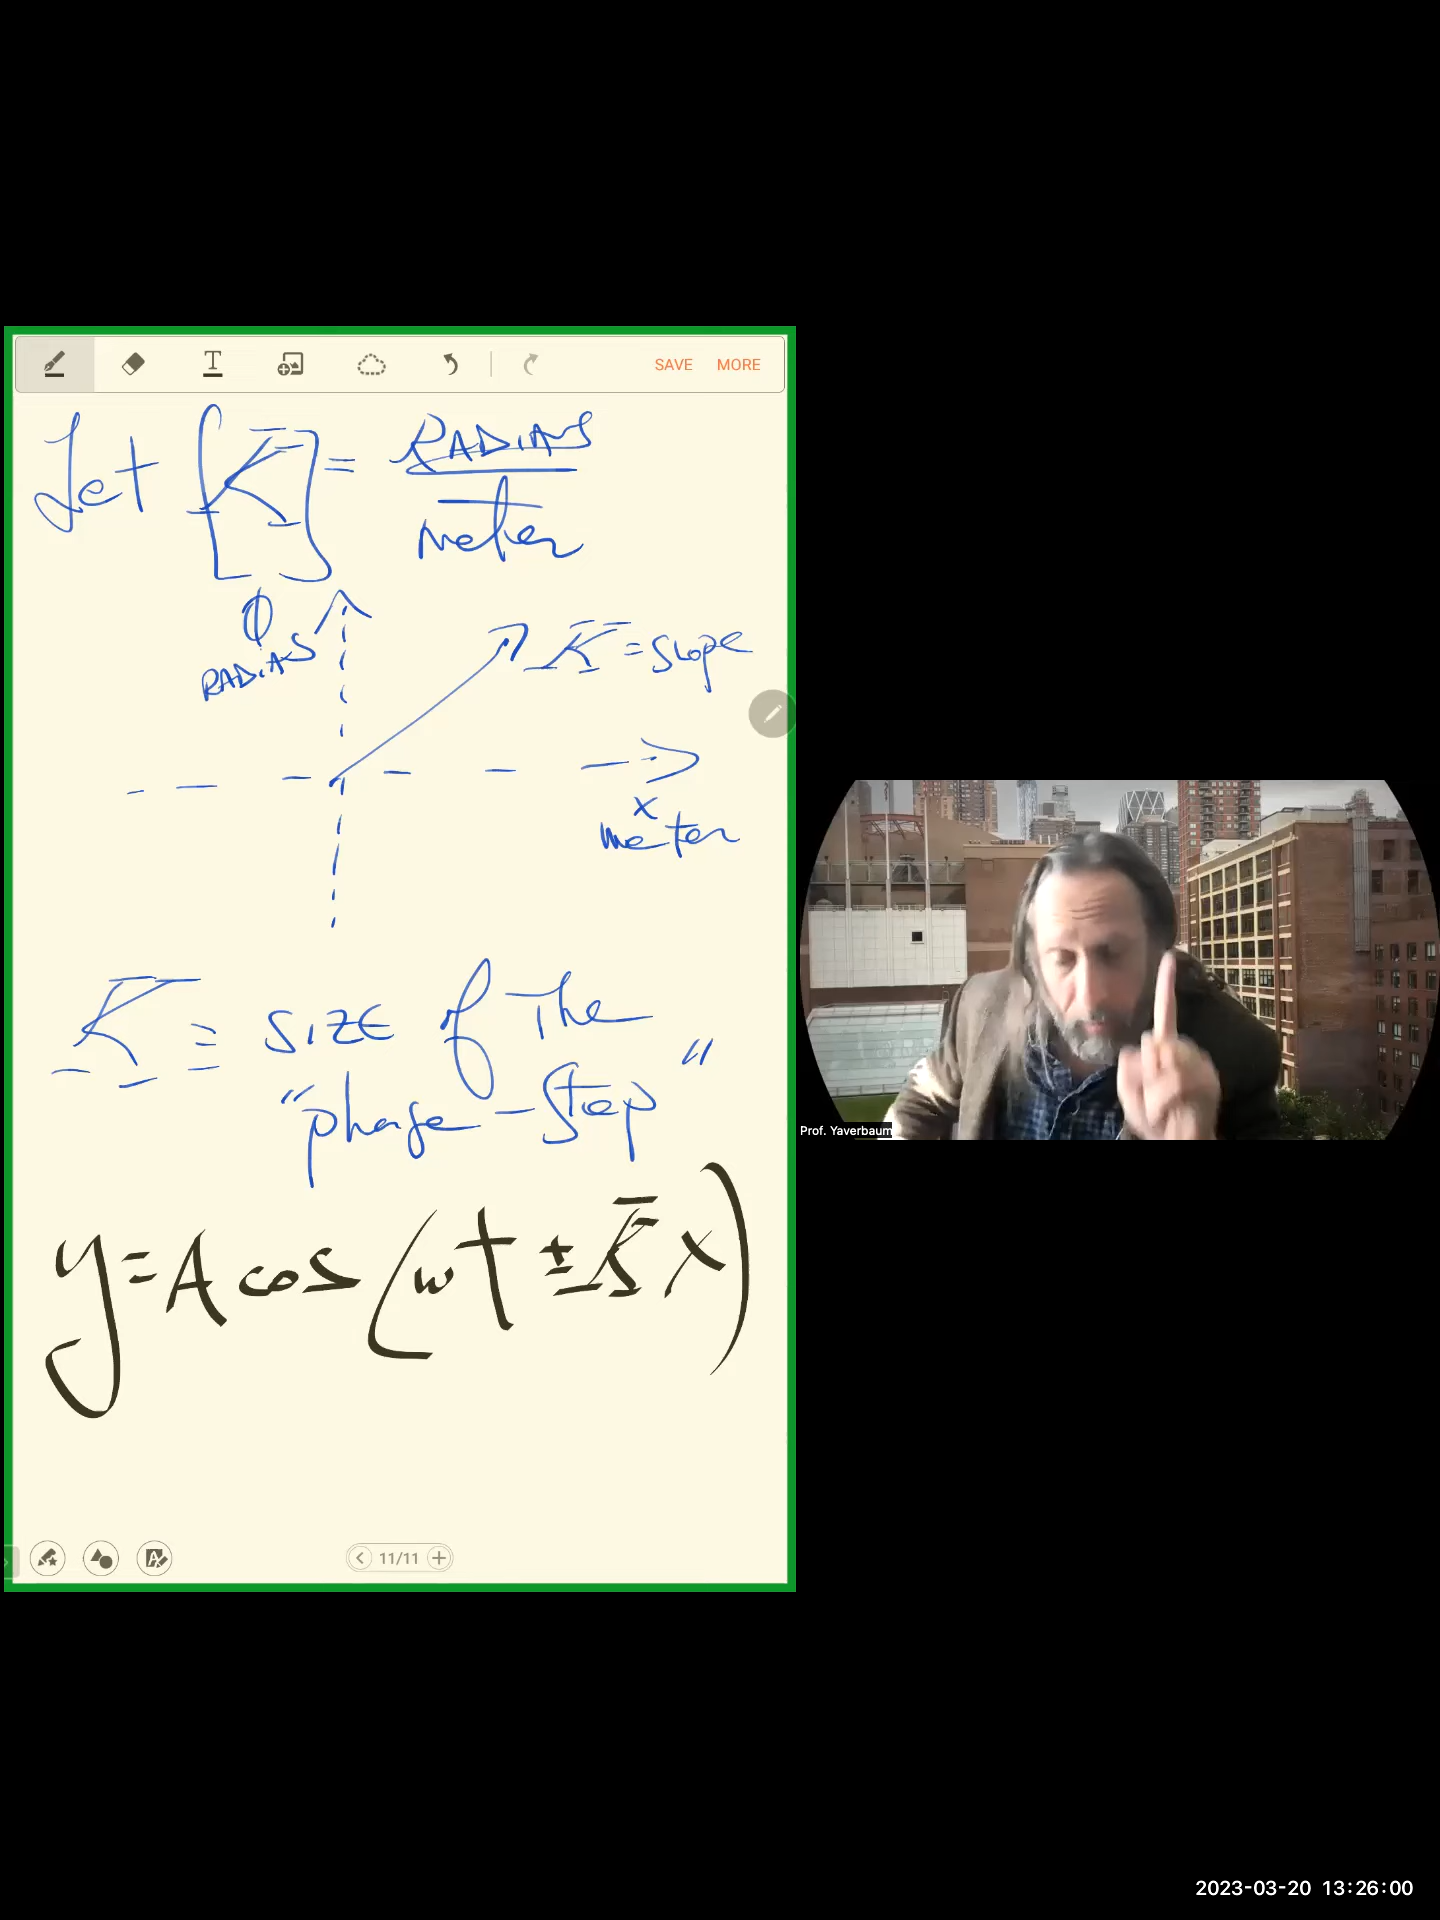 SAVE MORE
Let [K] = RADIANS
meter
ϕ
RADIANS
K = slope
x
meter
K ≡ SIZE of The
"phase-Step"
y = A cos (ωt ± Kx)
11/11
Prof. Yaverbaum
2023-03-20 13:26:00